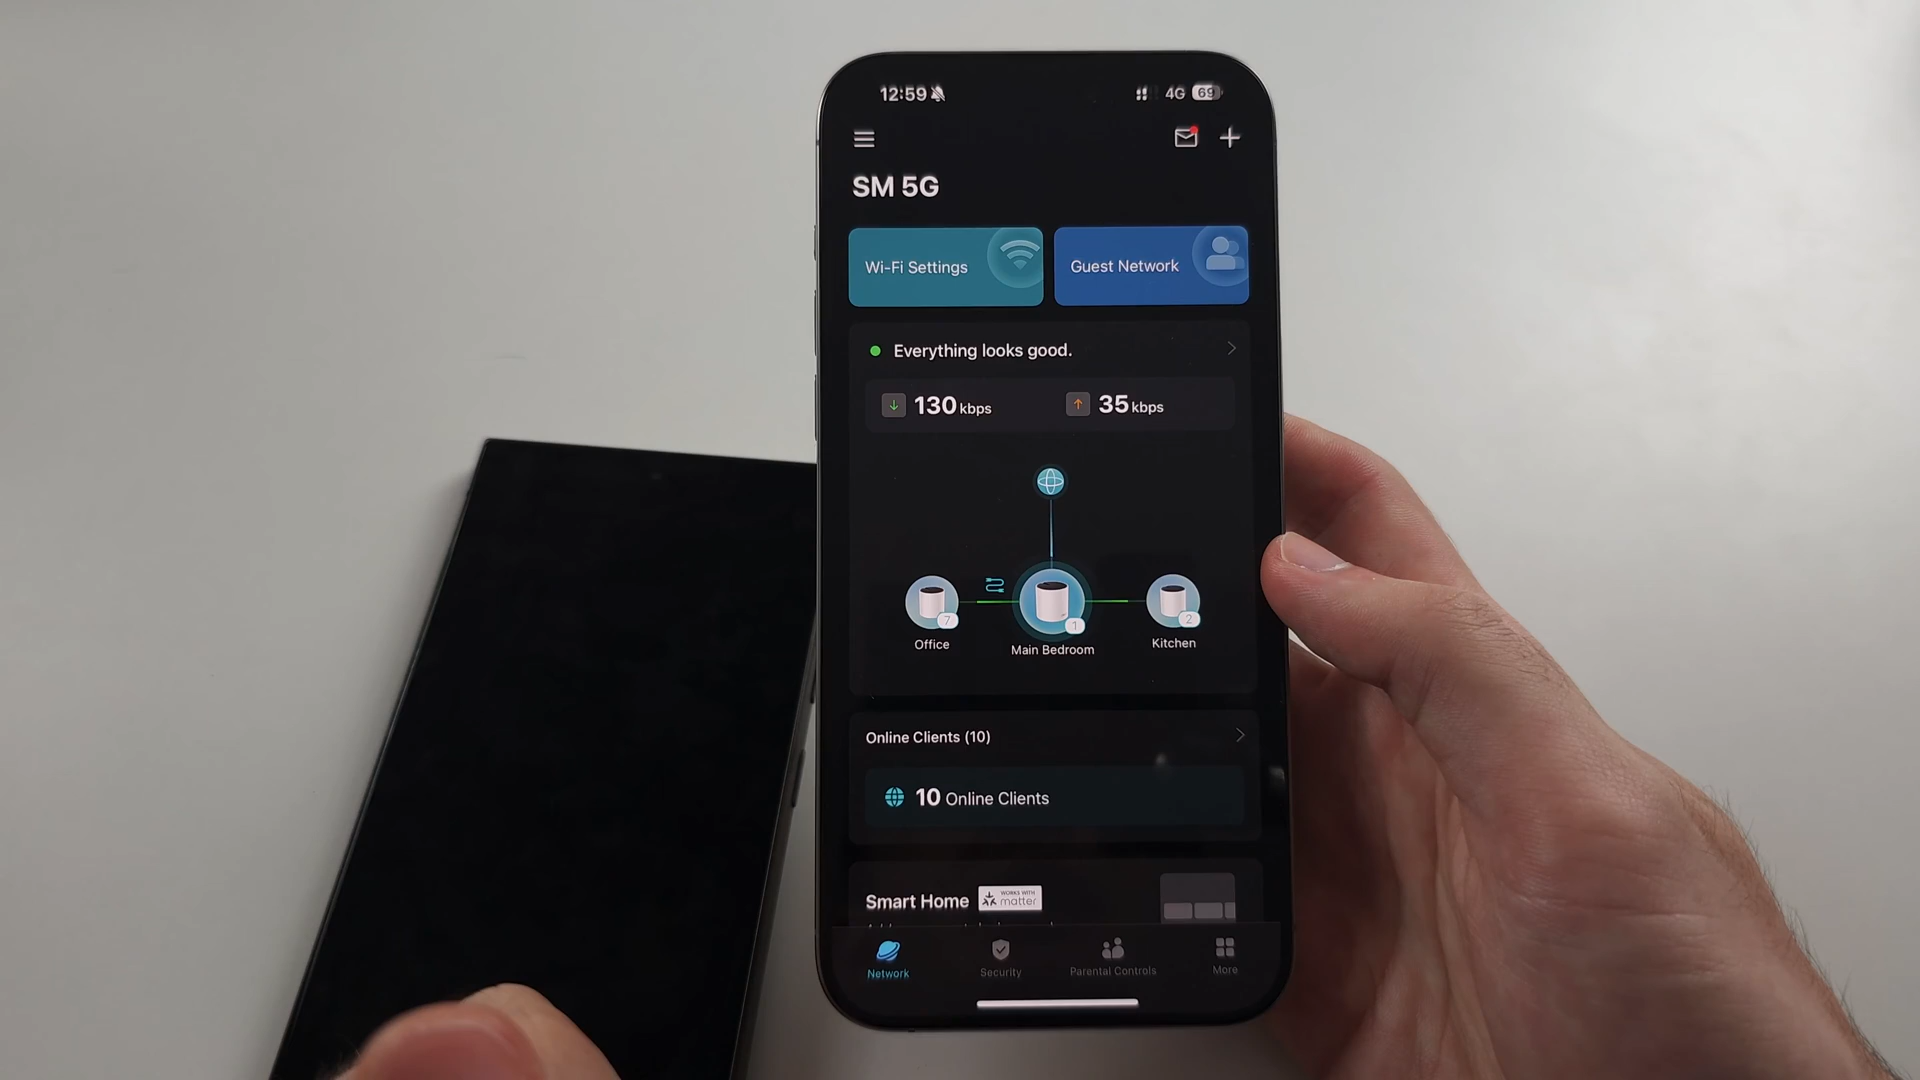 12:59
4G 69
SM 5G
Wi-Fi Settings
Guest Network
Everything looks good.
130 kbps
35 kbps
7
1
2
Office
Main Bedroom
Kitchen
Online Clients (10)
10 Online Clients
Smart Home
WORKS WITH
matter
Network
Security
Parental Controls
More